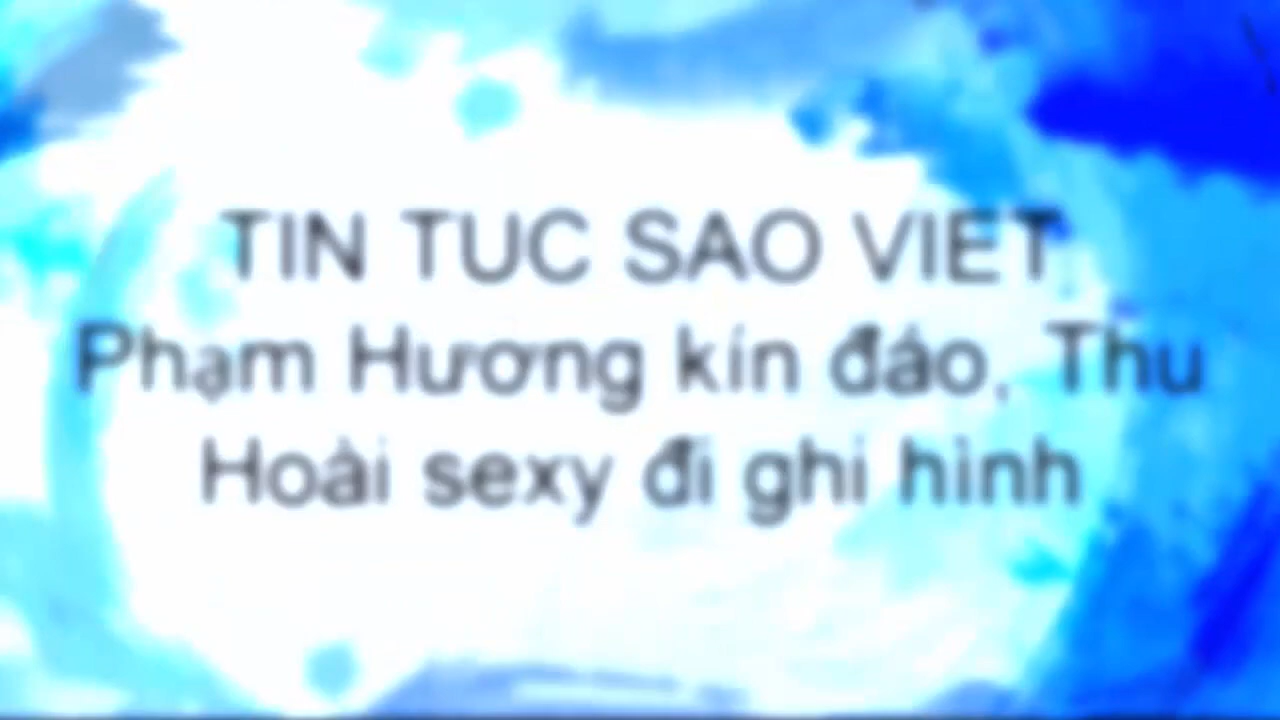 TIN TUC SAO VIET
Phạm Hương kín đáo, Thu
Hoài sexy đi ghi hình